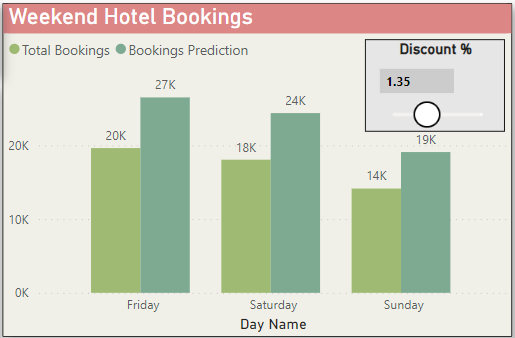 Weekend Hotel Bookings
Total Bookings Bookings Prediction
Discount %
1.35
27K
24K
20K
18K
19K
14K
20K
10K
0K
Friday Saturday Sunday
Day Name